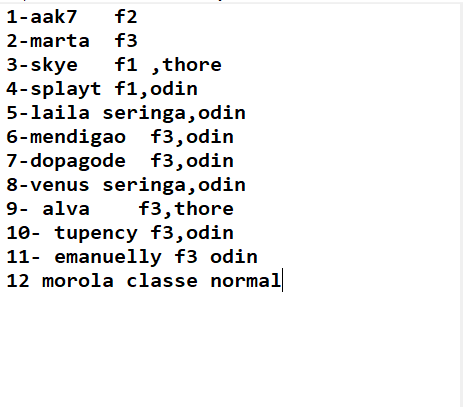 1-aak7   f2
2-marta  f3
3-skye   f1 ,thore
4-splayt f1,odin
5-laila seringa,odin
6-mendigao  f3,odin
7-dopagode  f3,odin
8-venus seringa,odin
9- alva    f3,thore
10- tupency f3,odin
11- emanuelly f3 odin
12 morola classe normal